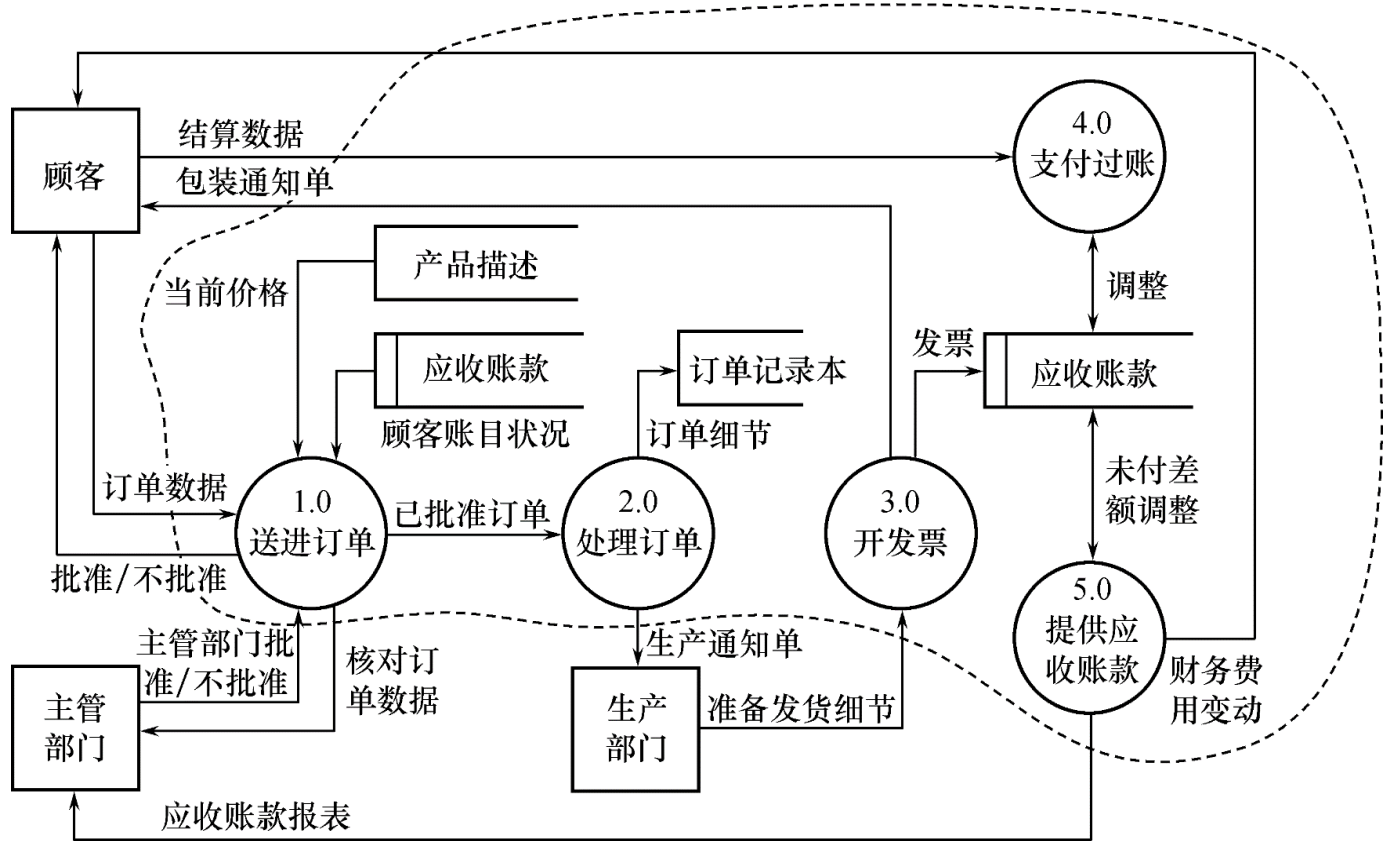 结算数据
4.0
支付过账
顾客
包装通知单
产品描述
当前价格
调整
应收账款
顾客账目状况
订单记录本
订单细节
发票
应收账款
订单数据
1.0
送进订单
已批准订单
2.0
处理订单
3.0
开发票
未付差
额调整
批准/不批准
5.0
提供应
收账款
主管部门批
准/不批准
核对订
单数据
生产通知单
财务费
用变动
主管
部门
生产
部门
准备发货细节
应收账款报表